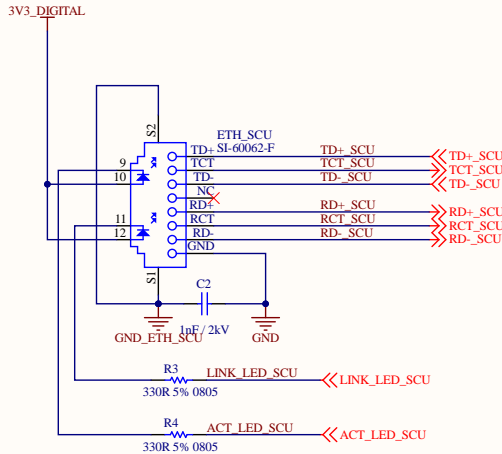 3V3_DIGITAL
S2
ETH_SCU
SI-60062-F
TD+ TD+_SCU TD+_SCU
9 TCT TCT_SCU TCT_SCU
10 TD- TD-_SCU TD-_SCU
NC
RD+ RD+_SCU RD+_SCU
11 RCT RCT_SCU RCT_SCU
12 RD- RD-_SCU RD-_SCU
GND
S1
C2
1nF / 2kV
GND_ETH_SCU GND
R3 LINK_LED_SCU LINK_LED_SCU
330R 5% 0805
R4 ACT_LED_SCU ACT_LED_SCU
330R 5% 0805